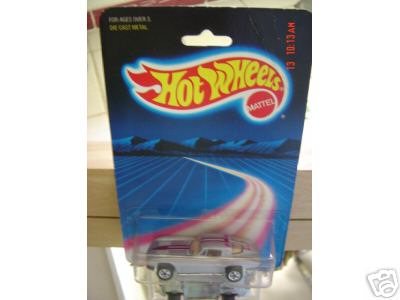 FOR AGES OVER 3.
DIE CAST METAL
13 10:13AM
Hot Wheels
MATTEL